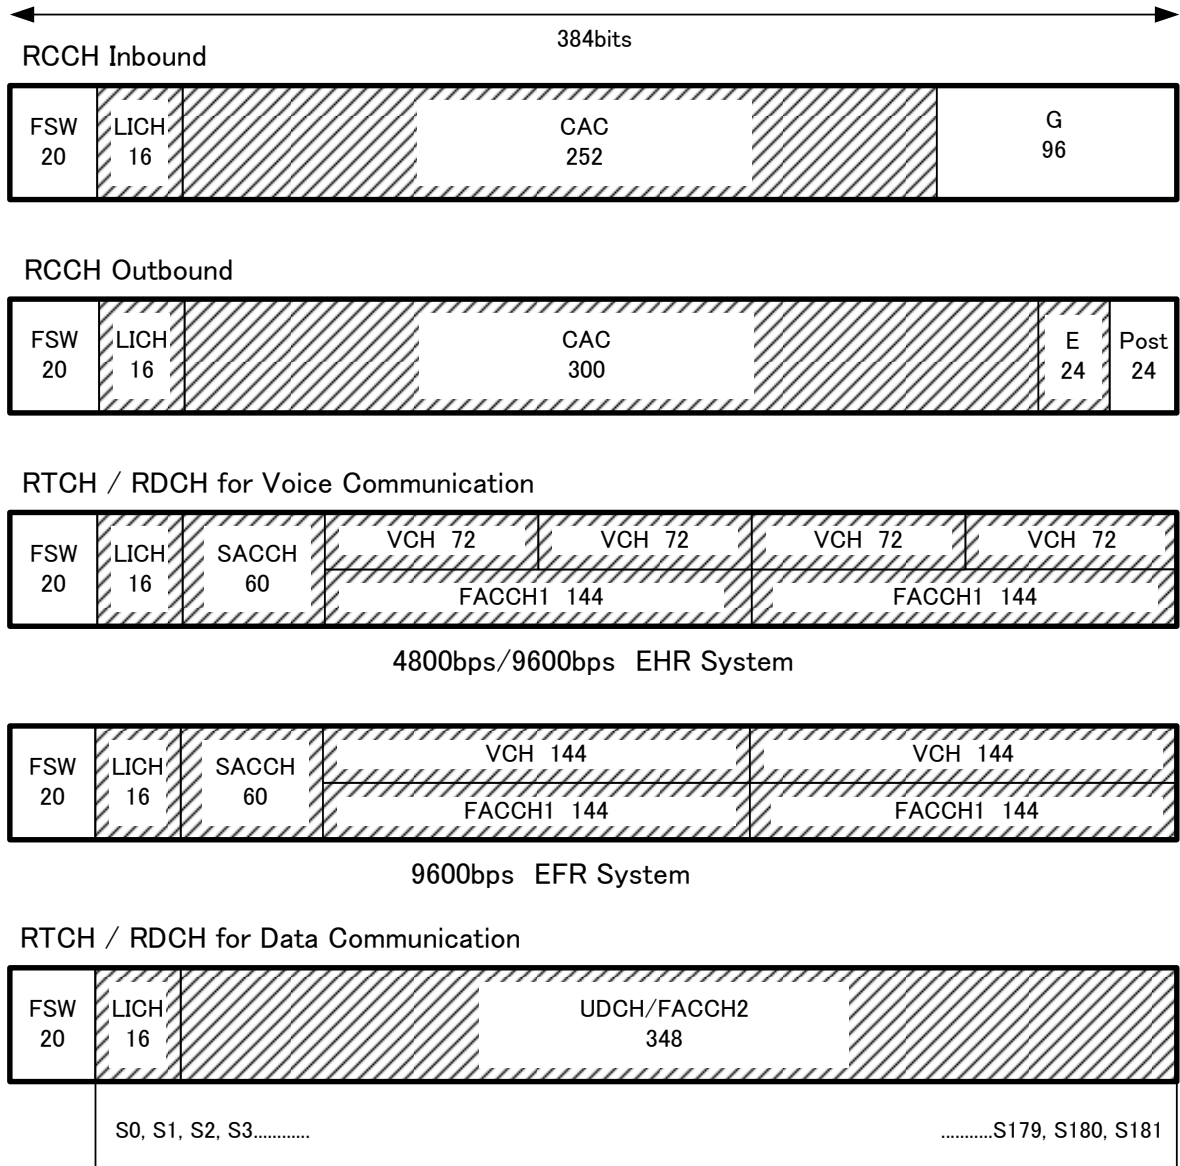 384bits
RCCH Inbound
FSW LICH CAC G
20 16 252 96
RCCH Outbound
FSW LICH CAC E Post
20 16 300 24 24
RTCH / RDCH for Voice Communication
FSW LICH SACCH VCH 72 VCH 72 VCH 72 VCH 72
20 16 60 FACCH1 144 FACCH1 144
4800bps/9600bps EHR System
FSW LICH SACCH VCH 144 VCH 144
20 16 60 FACCH1 144 FACCH1 144
9600bps EFR System
RTCH / RDCH for Data Communication
FSW LICH UDCH/FACCH2
20 16 348
S0, S1, S2, S3............ ...........S179, S180, S181